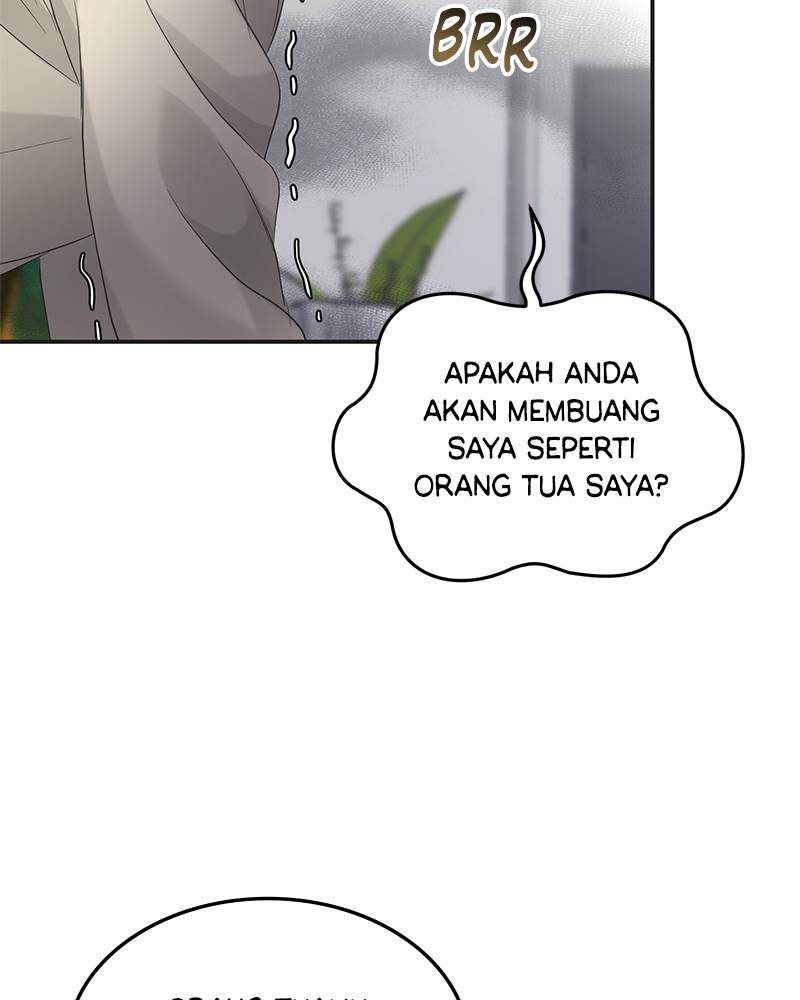 BRR
APAKAH ANDA
AKAN MEMBUANG
SAYA SEPERTI
ORANG TUA SAYA?